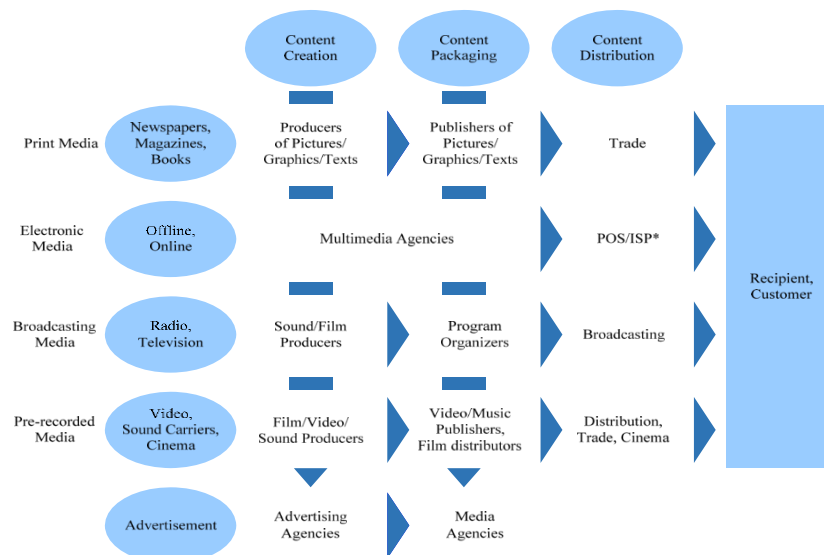 Content
Creation
Content
Packaging
Content
Distribution
Print Media
Newspapers,
Magazines,
Books
Producers
of Pictures/
Graphics/Texts
Publishers of
Pictures/
Graphics/Texts
Trade
Electronic
Media
Offline,
Online
Multimedia Agencies
POS/ISP*
Recipient,
Customer
Broadcasting
Media
Radio,
Television
Sound/Film
Producers
Program
Organizers
Broadcasting
Pre-recorded
Media
Video,
Sound Carriers,
Cinema
Film/Video/
Sound Producers
Video/Music
Publishers,
Film distributors
Distribution,
Trade, Cinema
Advertisement
Advertising
Agencies
Media
Agencies